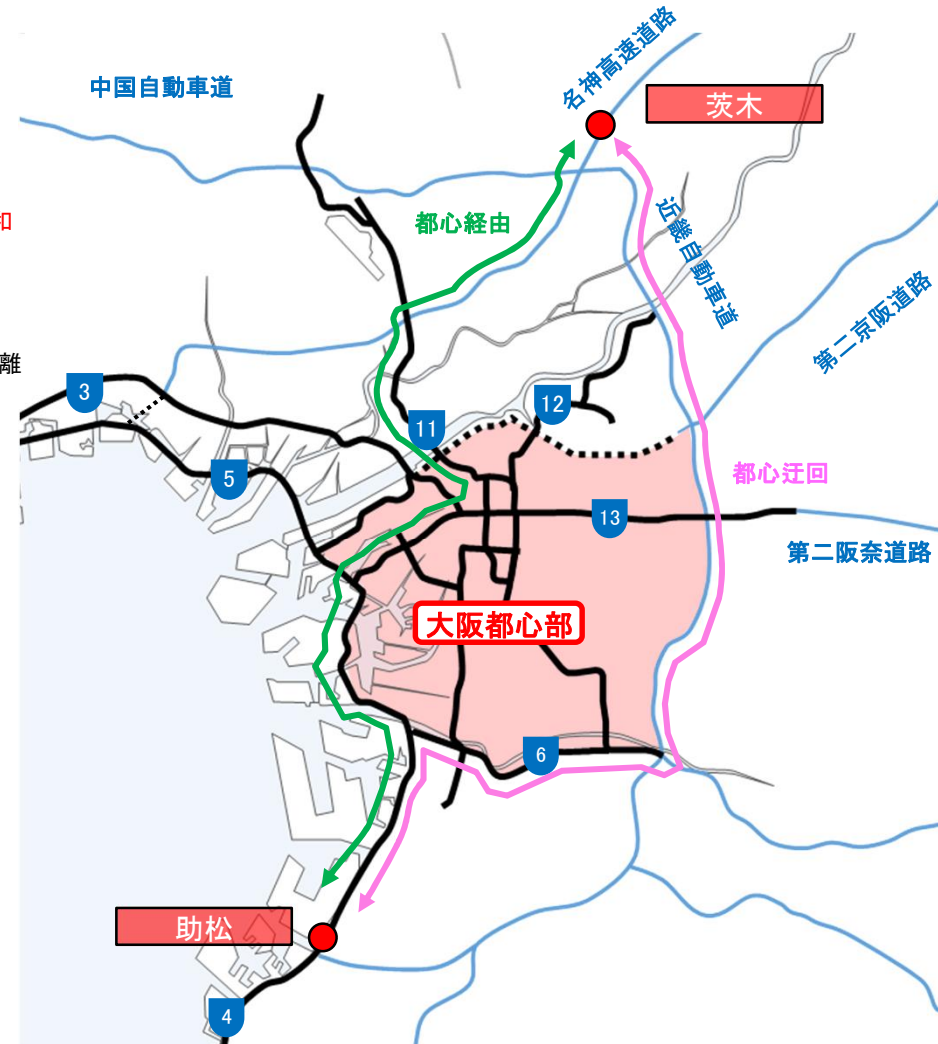 名神高速道路
中国自動車道
茨木
和
都心経由
近畿自動車道
第二京阪道路
離
3
12
11
5
都心迂回
13
第二阪奈道路
大阪都心部
6
助松
4